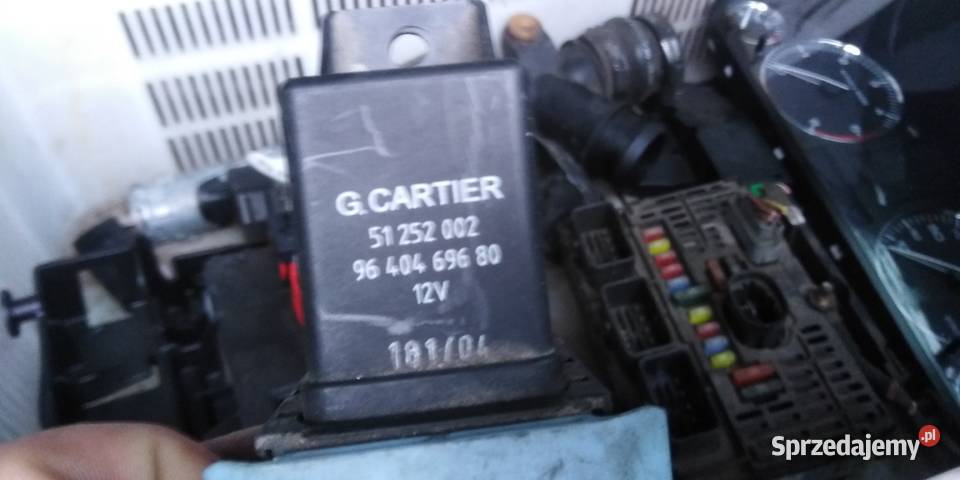 G.CARTIER
51 252 002
96 404 696 80
12V
181/04
Sprzedajemy.pl